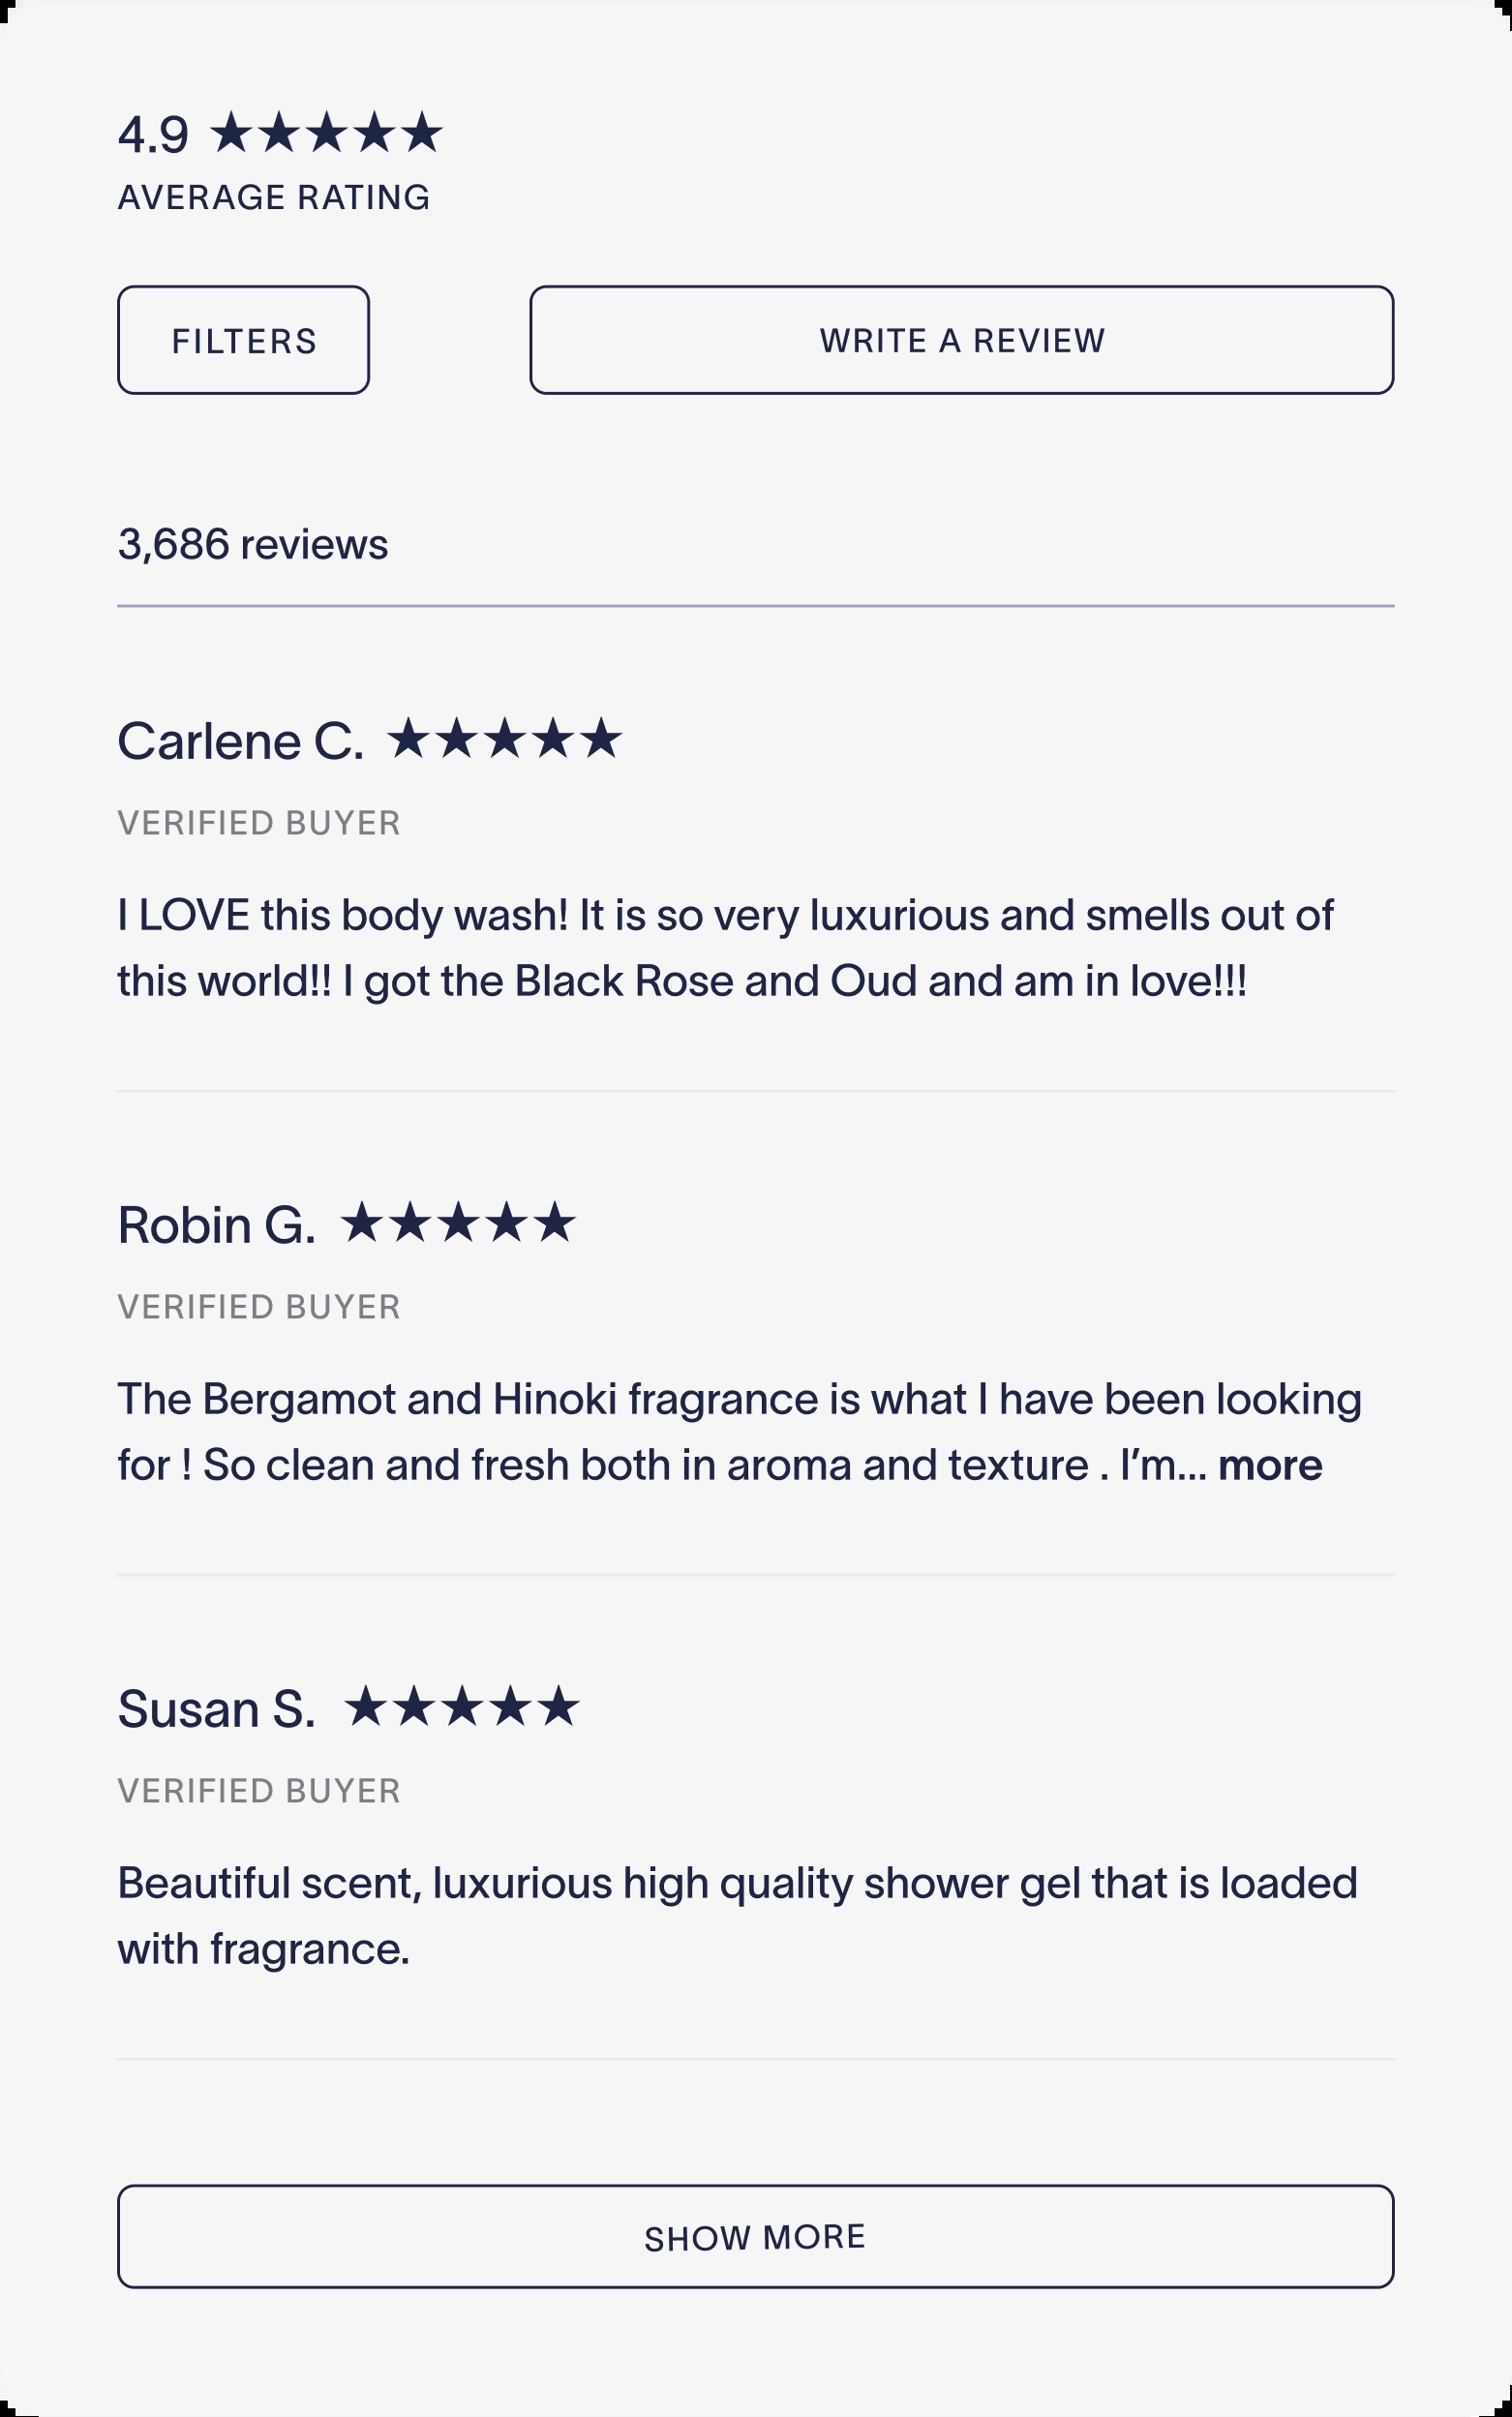 4.9 ★★★★★
AVERAGE RATING
FILTERS
WRITE A REVIEW
3,686 reviews
Carlene C. ★★★★★
VERIFIED BUYER
I LOVE this body wash! It is so very luxurious and smells out of
this world!! I got the Black Rose and Oud and am in love!!!
Robin G. ★★★★★
VERIFIED BUYER
The Bergamot and Hinoki fragrance is what I have been looking
for ! So clean and fresh both in aroma and texture . I’m... more
Susan S. ★★★★★
VERIFIED BUYER
Beautiful scent, luxurious high quality shower gel that is loaded
with fragrance.
SHOW MORE